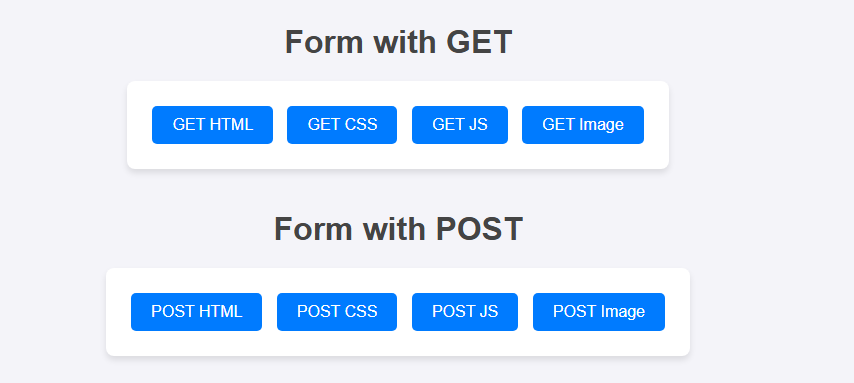 Form with GET
GET HTML GET CSS GET JS GET Image
Form with POST
POST HTML POST CSS POST JS POST Image